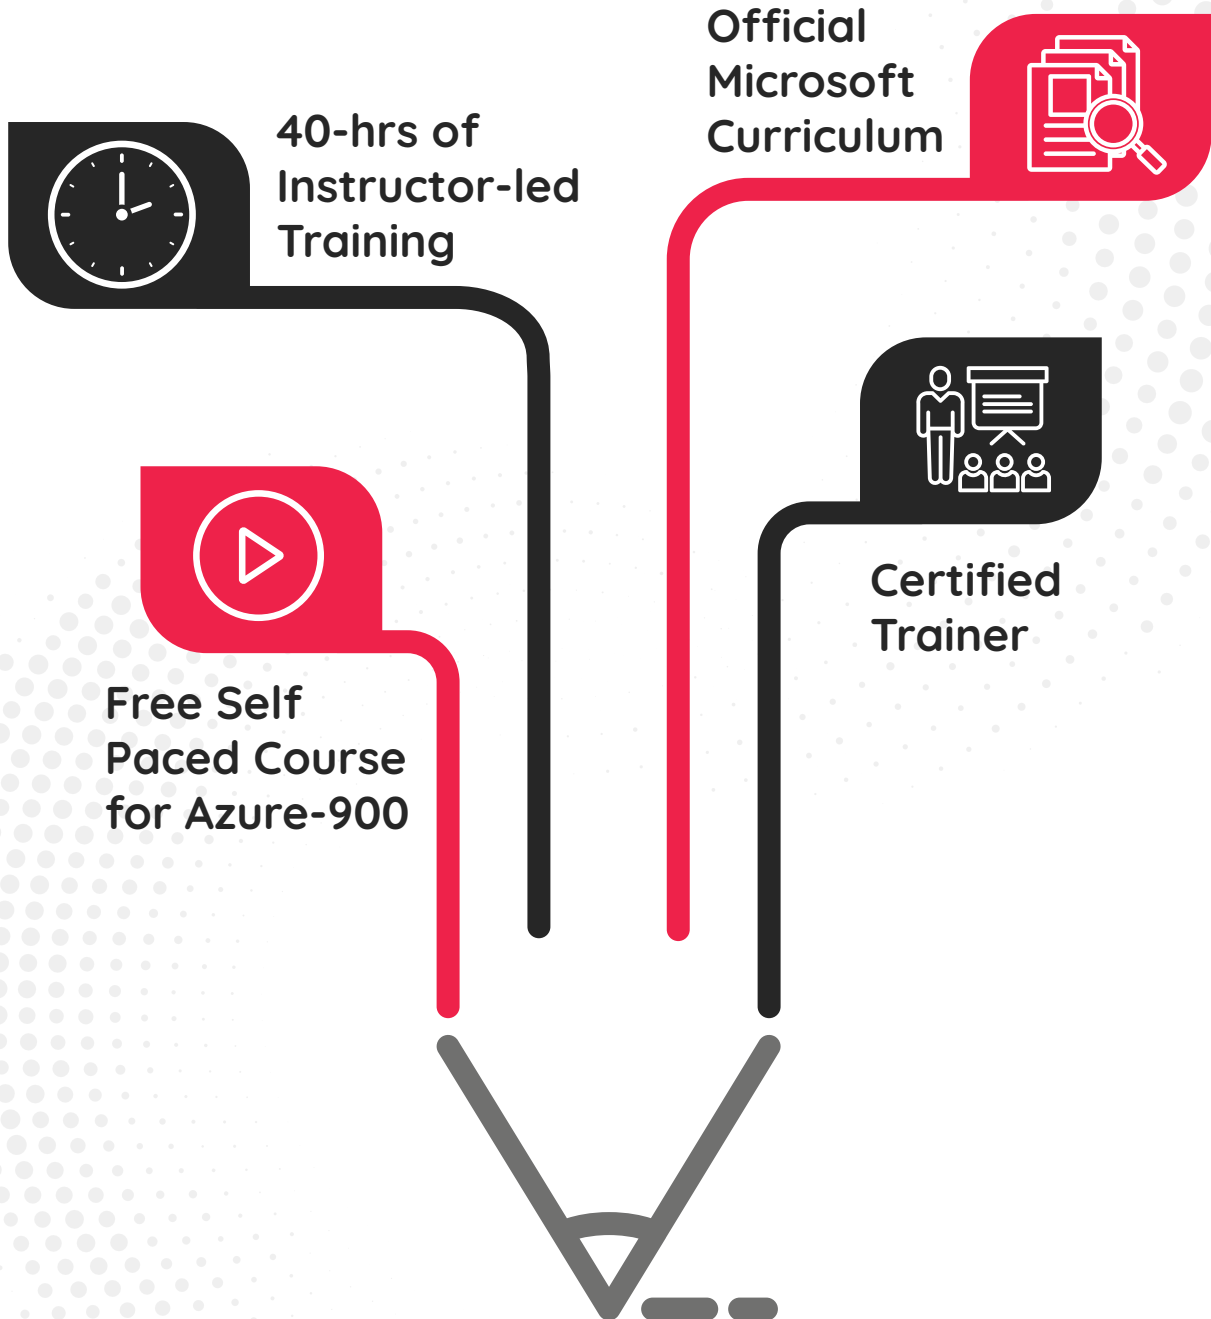 Official
Microsoft
Curriculum
40-hrs of
Instructor-led
Training
Certified
Trainer
Free Self
Paced Course
for Azure-900